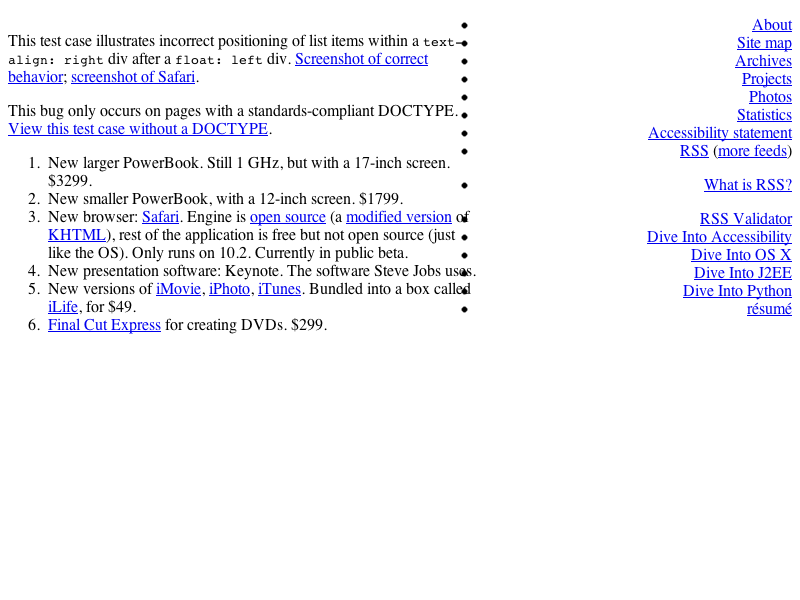 This test case illustrates incorrect positioning of list items within a text-
align: right div after a float: left div. Screenshot of correct
behavior; screenshot of Safari.
This bug only occurs on pages with a standards-compliant DOCTYPE.
View this test case without a DOCTYPE.
1. New larger PowerBook. Still 1 GHz, but with a 17-inch screen.
$3299.
2. New smaller PowerBook, with a 12-inch screen. $1799.
3. New browser: Safari. Engine is open source (a modified version of
KHTML), rest of the application is free but not open source (just
like the OS). Only runs on 10.2. Currently in public beta.
4. New presentation software: Keynote. The software Steve Jobs uses.
5. New versions of iMovie, iPhoto, iTunes. Bundled into a box called
iLife, for $49.
6. Final Cut Express for creating DVDs. $299.
About
Site map
Archives
Projects
Photos
Statistics
Accessibility statement
RSS (more feeds)
What is RSS?
RSS Validator
Dive Into Accessibility
Dive Into OS X
Dive Into J2EE
Dive Into Python
résumé